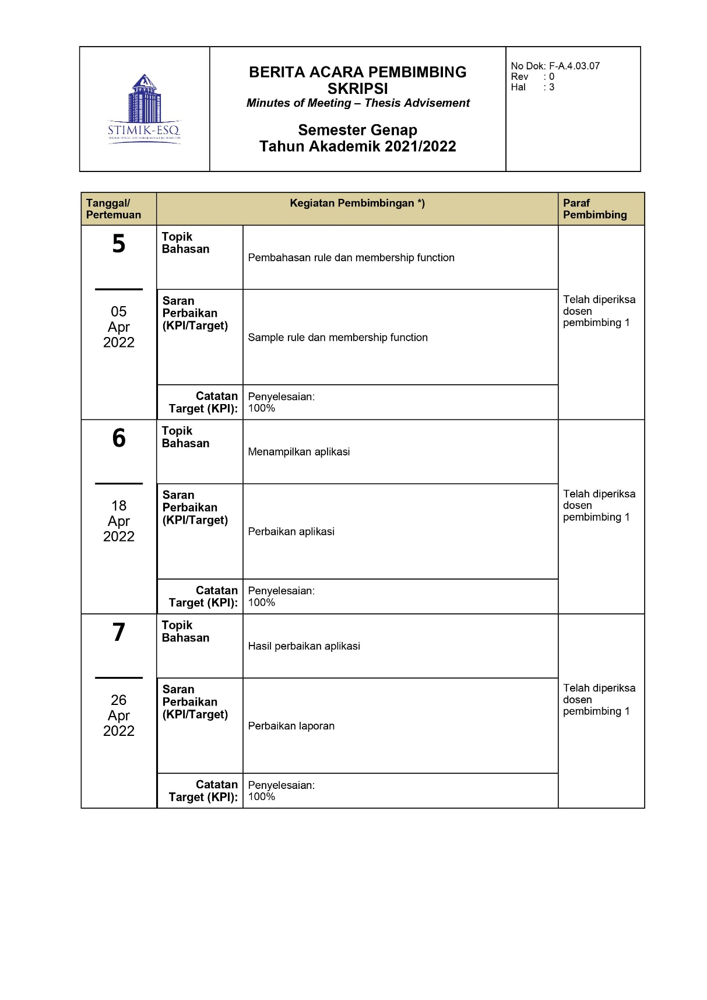 STIMIK-ESQ
BERITA ACARA PEMBIMBING
SKRIPSI
Minutes of Meeting – Thesis Advisement
Semester Genap
Tahun Akademik 2021/2022
No Dok: F-A.4.03.07
Rev : 0
Hal : 3
Tanggal/
Pertemuan
Kegiatan Pembimbingan *)
Paraf
Pembimbing
5
05
Apr
2022
Topik
Bahasan
Pembahasan rule dan membership function
Saran
Perbaikan
(KPI/Target)
Sample rule dan membership function
Catatan
Target (KPI):
Penyelesaian:
100%
Telah diperiksa
dosen
pembimbing 1
6
18
Apr
2022
Topik
Bahasan
Menampilkan aplikasi
Saran
Perbaikan
(KPI/Target)
Perbaikan aplikasi
Catatan
Target (KPI):
Penyelesaian:
100%
Telah diperiksa
dosen
pembimbing 1
7
26
Apr
2022
Topik
Bahasan
Hasil perbaikan aplikasi
Saran
Perbaikan
(KPI/Target)
Perbaikan laporan
Catatan
Target (KPI):
Penyelesaian:
100%
Telah diperiksa
dosen
pembimbing 1